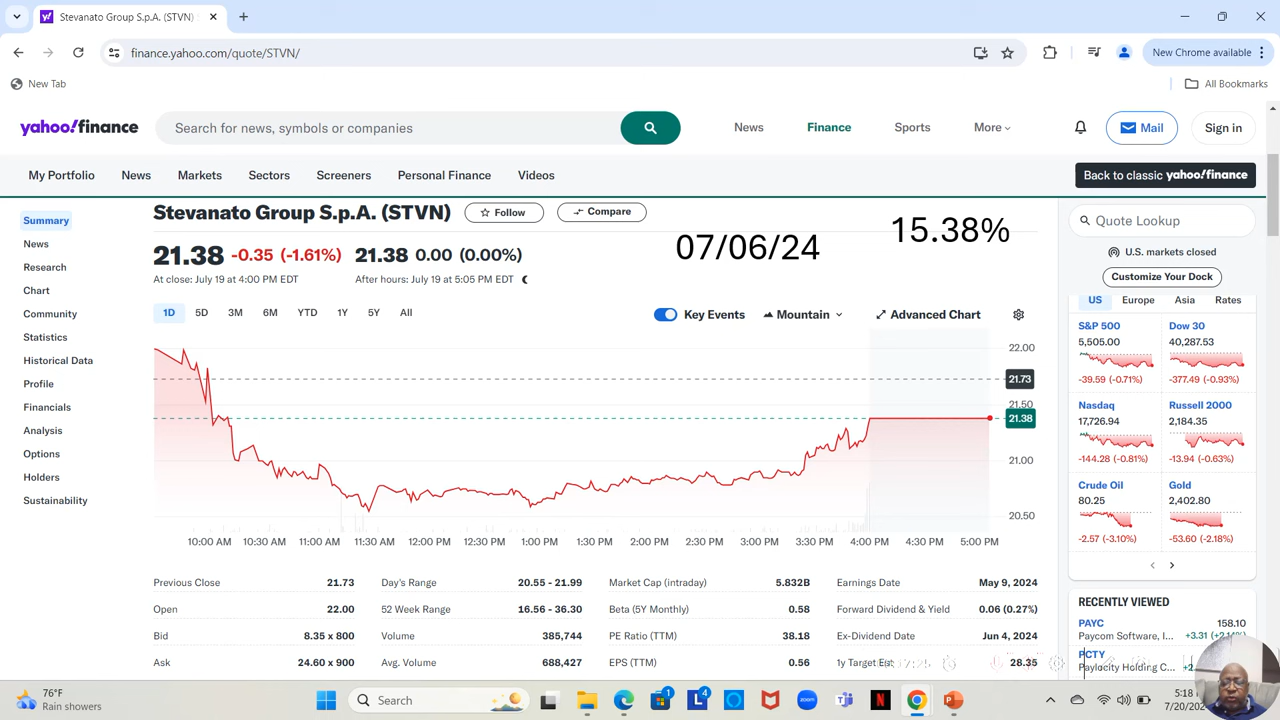 Stevanato Group S.p.A. (STVN)
finance.yahoo.com/quote/STVN/
New Chrome available
New Tab
All Bookmarks
yahoo!finance
Search for news, symbols or companies
News Finance Sports More
Mail
Sign in
My Portfolio News Markets Sectors Screeners Personal Finance Videos
Back to classic yahoo!finance
Summary
News
Research
Chart
Community
Statistics
Historical Data
Profile
Financials
Analysis
Options
Holders
Sustainability
Stevanato Group S.p.A. (STVN)
Follow
Compare
21.38 -0.35 (-1.61%) 21.38 0.00 (0.00%)
At close: July 19 at 4:00 PM EDT After hours: July 19 at 5:05 PM EDT
07/06/24
15.38%
1D 5D 3M 6M YTD 1Y 5Y All
Key Events Mountain Advanced Chart
22.00
21.73
21.50
21.38
21.00
20.50
10:00 AM 10:30 AM 11:00 AM 11:30 AM 12:00 PM 12:30 PM 1:00 PM 1:30 PM 2:00 PM 2:30 PM 3:00 PM 3:30 PM 4:00 PM 4:30 PM 5:00 PM
Previous Close 21.73 Day's Range 20.55 - 21.99 Market Cap (intraday) 5.832B Earnings Date May 9, 2024
Open 22.00 52 Week Range 16.56 - 36.30 Beta (5Y Monthly) 0.58 Forward Dividend & Yield 0.06 (0.27%)
Bid 8.35 x 800 Volume 385,744 PE Ratio (TTM) 38.18 Ex-Dividend Date Jun 4, 2024
Ask 24.60 x 900 Avg. Volume 688,427 EPS (TTM) 0.56 1y Target Est 28.35
Quote Lookup
U.S. markets closed
Customize Your Dock
US Europe Asia Rates
S&P 500 Dow 30
5,505.00 40,287.53
-39.59 (-0.71%) -377.49 (-0.93%)
Nasdaq Russell 2000
17,726.94 2,184.35
-144.28 (-0.81%) -13.94 (-0.63%)
Crude Oil Gold
80.25 2,402.80
-2.57 (-3.10%) -53.60 (-2.18%)
RECENTLY VIEWED
PAYC 158.10
Paycom Software, I... +3.31
PCTY
Paylocity Holding C...
76°F
Rain showers
Search
5:18